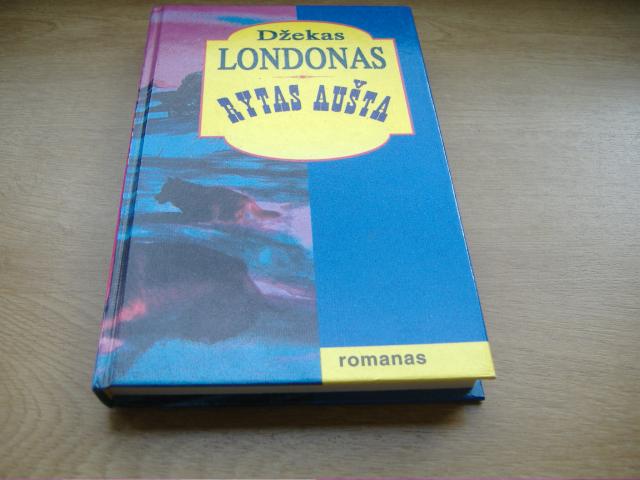 Džekas
LONDONAS
RYTAS AUŠTA
romanas